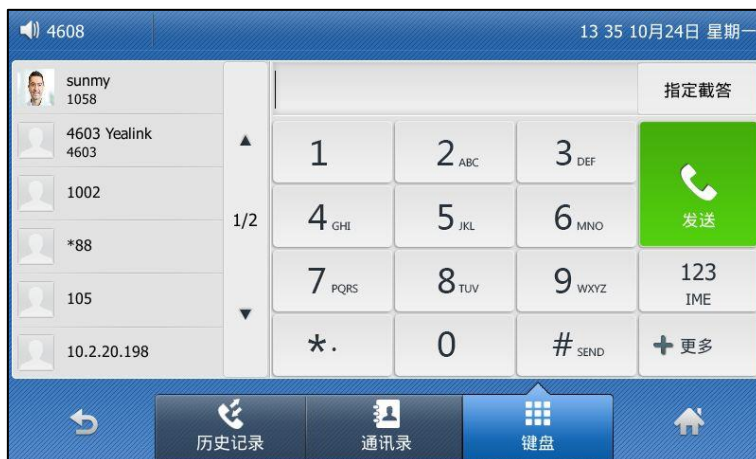 4608
13 35 10月24日 星期一
sunmy
1058
4603 Yealink
4603
1002
*88
105
10.2.20.198
1/2
指定截答
1
2 ABC
3 DEF
发送
4 GHI
5 JKL
6 MNO
7 PQRS
8 TUV
9 WXYZ
123
IME
*.
0
# SEND
更多
历史记录
通讯录
键盘